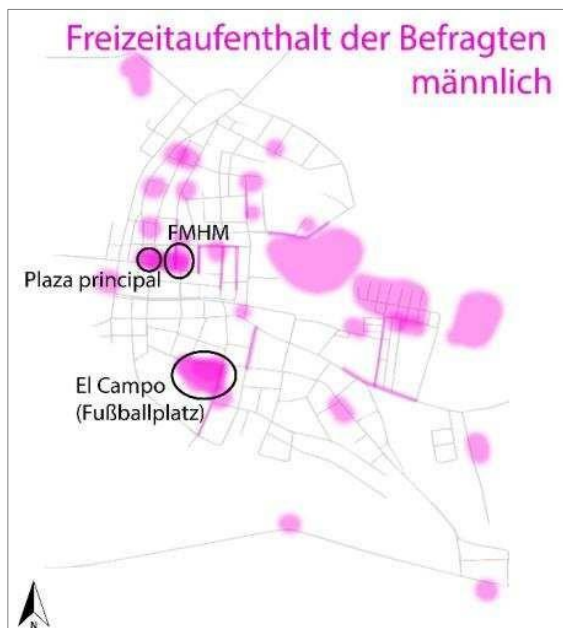 Freizeitaufenthalt der Befragten
männlich
FMHM
Plaza principal
El Campo
(Fußballplatz)
N